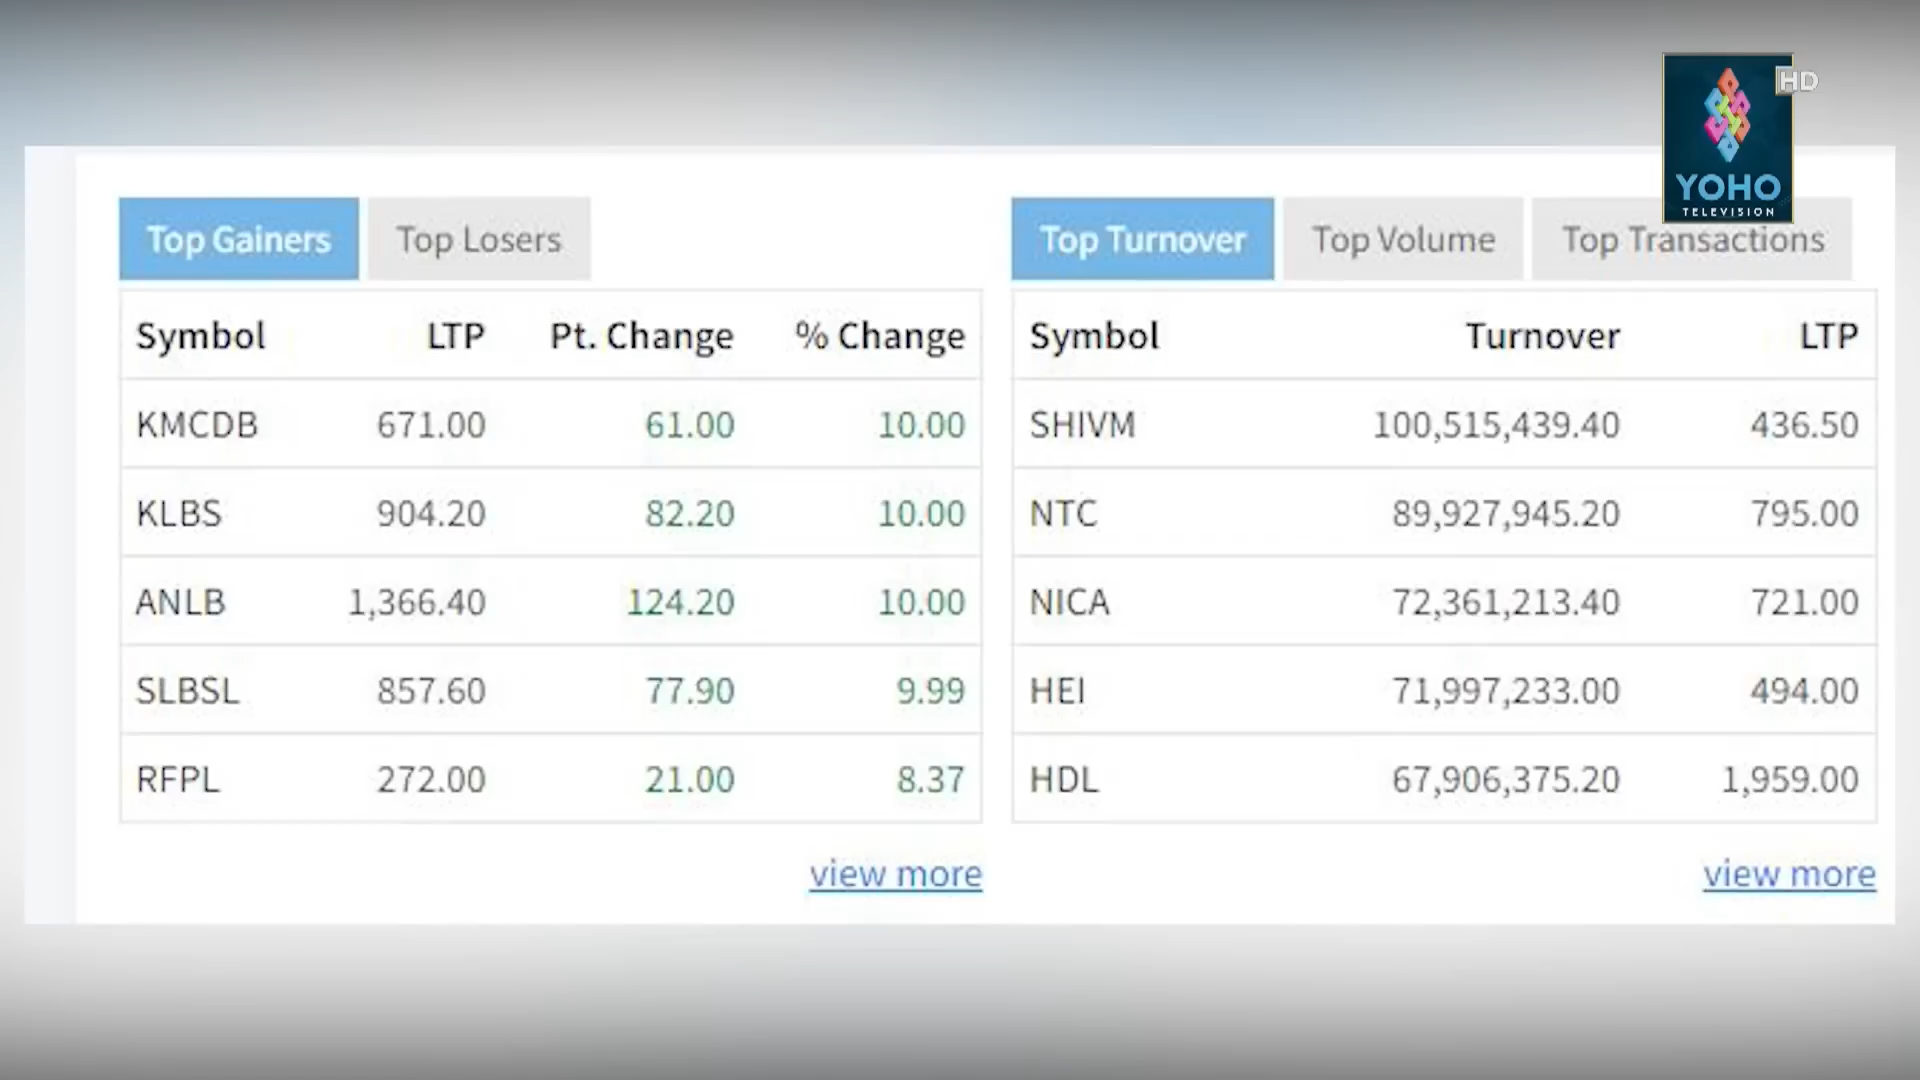 HD
YOHO
TELEVISION
Top Gainers Top Losers
Symbol LTP Pt. Change % Change
KMCDB 671.00 61.00 10.00
KLBS 904.20 82.20 10.00
ANLB 1,366.40 124.20 10.00
SLBSL 857.60 77.90 9.99
RFPL 272.00 21.00 8.37
view more
Top Turnover Top Volume Top Transactions
Symbol Turnover LTP
SHIVM 100,515,439.40 436.50
NTC 89,927,945.20 795.00
NICA 72,361,213.40 721.00
HEI 71,997,233.00 494.00
HDL 67,906,375.20 1,959.00
view more